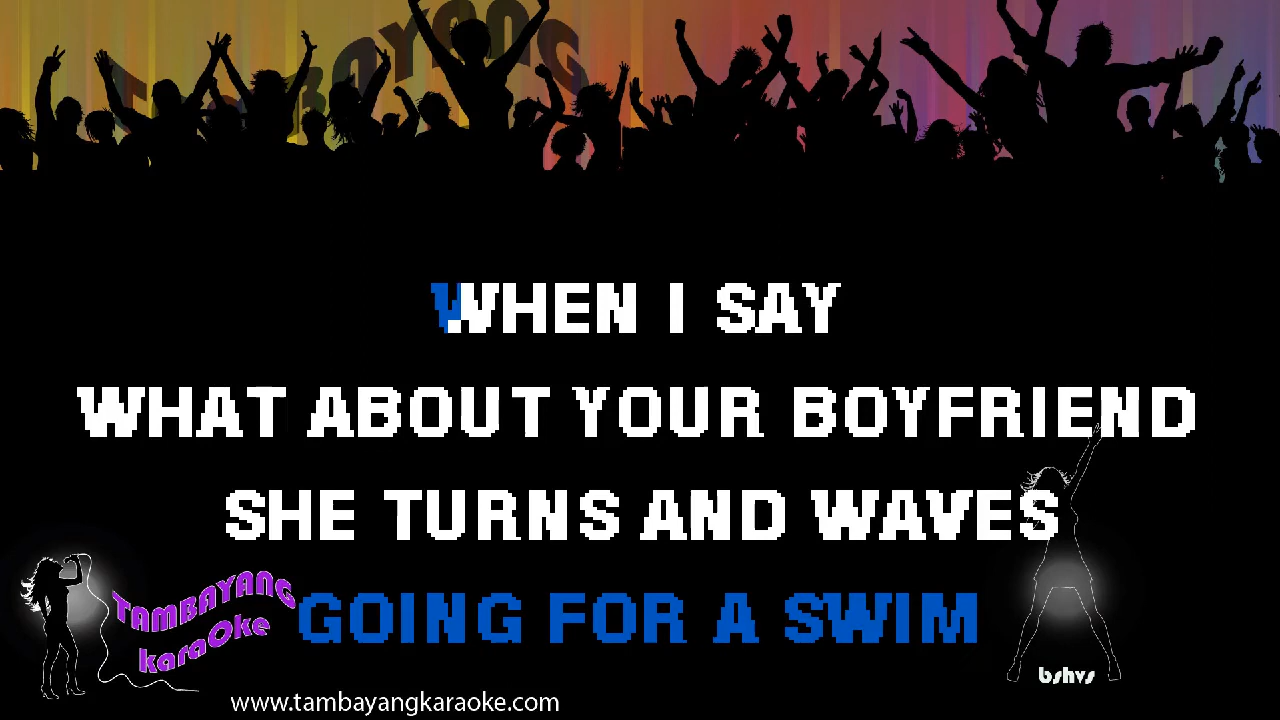 TAMBAYANG
WHEN I SAY
WHAT ABOUT YOUR BOYFRIEND
SHE TURNS AND WAVES
GOING FOR A SWIM
TAMBAYANG
karaOke
bshvs
www.tambayangkaraoke.com